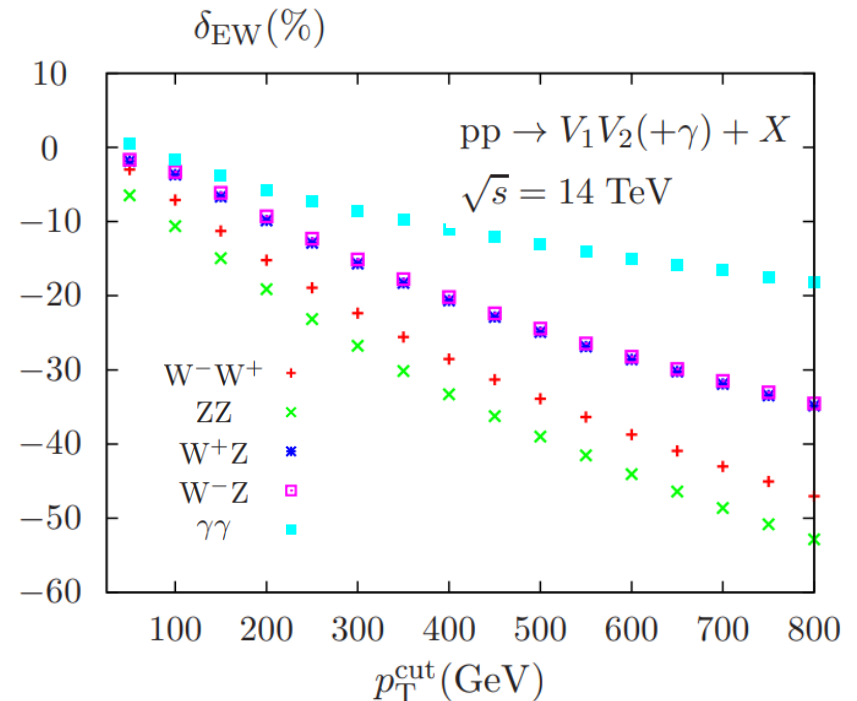 δ_EW(%)
10
0
−10
−20
−30
−40
−50
−60
pp → V₁V₂(+γ) + X
√s = 14 TeV
W⁻W⁺
ZZ
W⁺Z
W⁻Z
γγ
100 200 300 400 500 600 700 800
p_T^cut(GeV)